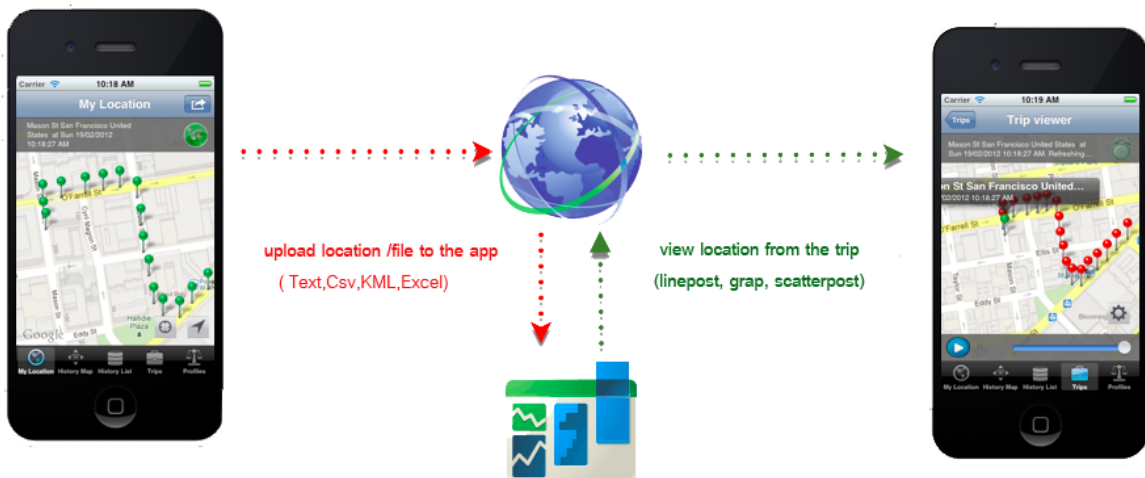 Carrier 10:18 AM
My Location
Mason St San Francisco United
States at Sun 19/02/2012
10:18:27 AM
O'Farrell St
Cyril Magnin St
Mason St
Hallidie
Plaza
Eddy St
Google
My Location History Map History List Trips Profiles
upload location /file to the app
( Text,Csv,KML,Excel)
view location from the trip
(linepost, grap, scatterpost)
Carrier 10:19 AM
Trips Trip viewer
Mason St San Francisco United States at
Sun 19/02/2012 10:18:27 AM. Refreshing...
on St San Francisco United...
/02/2012 10:18:27 AM
O'Farrell St
Ellis St
Taylor St
Mason St
Eddy St
My Location History Map History List Trips Profiles